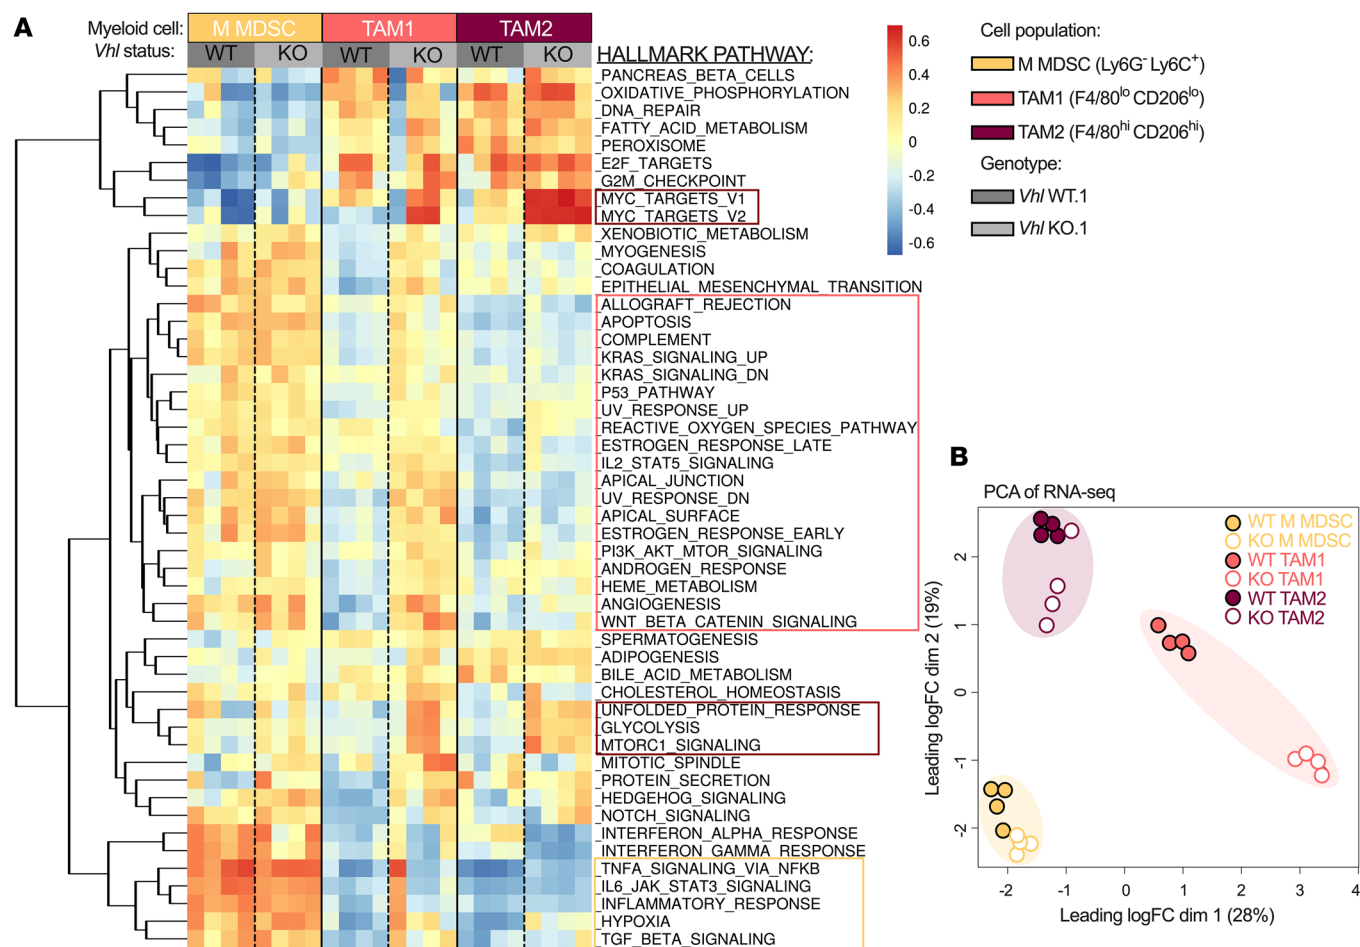 A
Myeloid cell:
M MDSC
TAM1
TAM2
Vhl status:
WT
KO
WT
KO
WT
KO
HALLMARK PATHWAY:
_PANCREAS_BETA_CELLS
_OXIDATIVE_PHOSPHORYLATION
_DNA_REPAIR
_FATTY_ACID_METABOLISM
_PEROXISOME
_E2F_TARGETS
_G2M_CHECKPOINT
_MYC_TARGETS_V1
_MYC_TARGETS_V2
_XENOBIOTIC_METABOLISM
_MYOGENESIS
_COAGULATION
_EPITHELIAL_MESENCHYMAL_TRANSITION
_ALLOGRAFT_REJECTION
_APOPTOSIS
_COMPLEMENT
_KRAS_SIGNALING_UP
_KRAS_SIGNALING_DN
_P53_PATHWAY
_UV_RESPONSE_UP
_REACTIVE_OXYGEN_SPECIES_PATHWAY
_ESTROGEN_RESPONSE_LATE
_IL2_STAT5_SIGNALING
_APICAL_JUNCTION
_UV_RESPONSE_DN
_APICAL_SURFACE
_ESTROGEN_RESPONSE_EARLY
_PI3K_AKT_MTOR_SIGNALING
_ANDROGEN_RESPONSE
_HEME_METABOLISM
_ANGIOGENESIS
_WNT_BETA_CATENIN_SIGNALING
_SPERMATOGENESIS
_ADIPOGENESIS
_BILE_ACID_METABOLISM
_CHOLESTEROL_HOMEOSTASIS
_UNFOLDED_PROTEIN_RESPONSE
_GLYCOLYSIS
_MTORC1_SIGNALING
_MITOTIC_SPINDLE
_PROTEIN_SECRETION
_HEDGEHOG_SIGNALING
_NOTCH_SIGNALING
_INTERFERON_ALPHA_RESPONSE
_INTERFERON_GAMMA_RESPONSE
_TNFA_SIGNALING_VIA_NFKB
_IL6_JAK_STAT3_SIGNALING
_INFLAMMATORY_RESPONSE
_HYPOXIA
_TGF_BETA_SIGNALING
0.6
0.4
0.2
0
-0.2
-0.4
-0.6
Cell population:
M MDSC (Ly6G⁻ Ly6C⁺)
TAM1 (F4/80ˡᵒ CD206ˡᵒ)
TAM2 (F4/80ʰⁱ CD206ʰⁱ)
Genotype:
Vhl WT.1
Vhl KO.1
B
PCA of RNA-seq
WT M MDSC
KO M MDSC
WT TAM1
KO TAM1
WT TAM2
KO TAM2
Leading logFC dim 2 (19%)
2
1
0
-1
-2
-2
-1
0
1
2
3
4
Leading logFC dim 1 (28%)